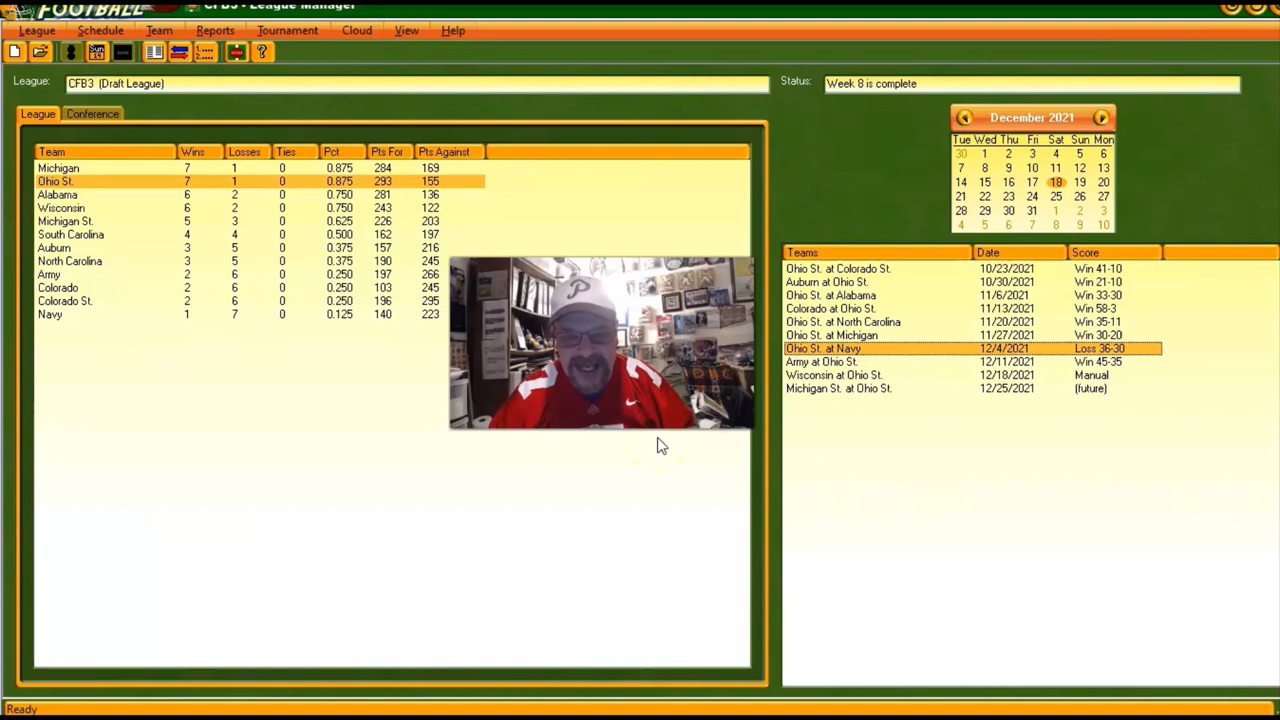 FOOTBALL CFB3 - League Manager
League Schedule Team Reports Tournament Cloud View Help
League: CFB3 (Draft League) Status: Week 8 is complete
League Conference
Team Wins Losses Ties Pct Pts For Pts Against
Michigan 7 1 0 0.875 284 169
Ohio St. 7 1 0 0.875 293 155
Alabama 6 2 0 0.750 281 136
Wisconsin 6 2 0 0.750 243 122
Michigan St. 5 3 0 0.625 226 203
South Carolina 4 4 0 0.500 162 197
Auburn 3 5 0 0.375 157 216
North Carolina 3 5 0 0.375 190 245
Army 2 6 0 0.250 197 266
Colorado 2 6 0 0.250 103 245
Colorado St. 2 6 0 0.250 196 295
Navy 1 7 0 0.125 140 223
December 2021
Tue Wed Thu Fri Sat Sun Mon
30 1 2 3 4 5 6
7 8 9 10 11 12 13
14 15 16 17 18 19 20
21 22 23 24 25 26 27
28 29 30 31 1 2 3
4 5 6 7 8 9 10
Teams Date Score
Ohio St. at Colorado St. 10/23/2021 Win 41-10
Auburn at Ohio St. 10/30/2021 Win 21-10
Ohio St. at Alabama 11/6/2021 Win 33-30
Colorado at Ohio St. 11/13/2021 Win 58-3
Ohio St. at North Carolina 11/20/2021 Win 35-11
Ohio St. at Michigan 11/27/2021 Win 30-20
Ohio St. at Navy 12/4/2021 Loss 36-30
Army at Ohio St. 12/11/2021 Win 45-35
Wisconsin at Ohio St. 12/18/2021 Manual
Michigan St. at Ohio St. 12/25/2021 (future)
P
Ready